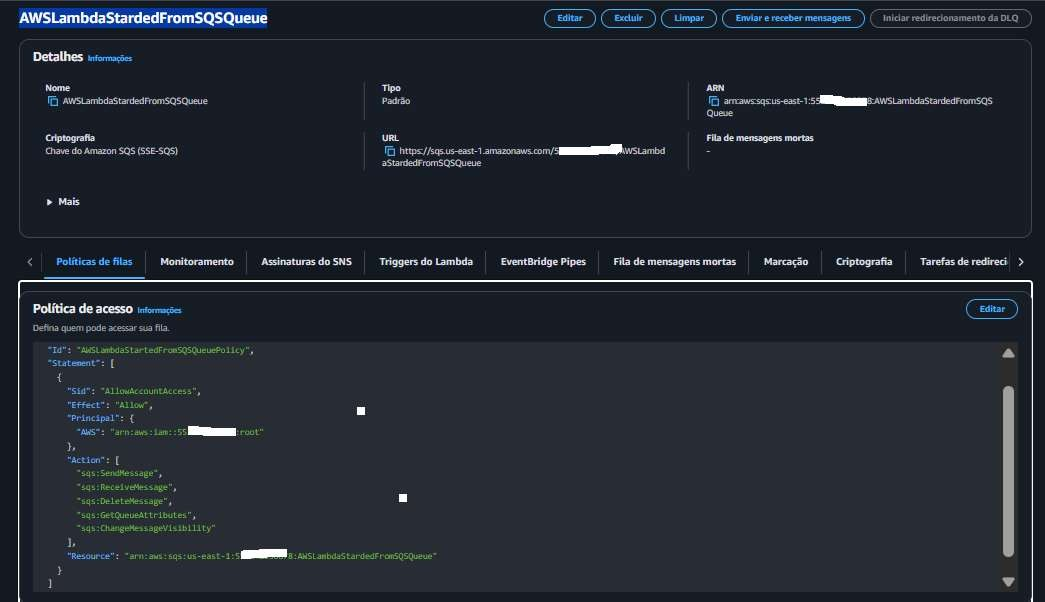 AWSLambdaStardedFromSQSQueue
Editar
Excluir
Limpar
Enviar e receber mensagens
Iniciar redirecionamento da DLQ
Detalhes Informações
Nome
AWSLambdaStardedFromSQSQueue
Tipo
Padrão
ARN
arn:aws:sqs:us-east-1:55 8:AWSLambdaStardedFromSQS
Queue
Criptografia
Chave do Amazon SQS (SSE-SQS)
URL
https://sqs.us-east-1.amazonaws.com/5 /AWSLambd
aStardedFromSQSQueue
Fila de mensagens mortas
-
Mais
Políticas de filas
Monitoramento
Assinaturas do SNS
Triggers do Lambda
EventBridge Pipes
Fila de mensagens mortas
Marcação
Criptografia
Tarefas de redireci
Política de acesso Informações
Editar
Defina quem pode acessar sua fila.
"Id": "AWSLambdaStartedFromSQSQueuePolicy",
"Statement": [
{
"Sid": "AllowAccountAccess",
"Effect": "Allow",
"Principal": {
"AWS": "arn:aws:iam::55 :root"
},
"Action": [
"sqs:SendMessage",
"sqs:ReceiveMessage",
"sqs:DeleteMessage",
"sqs:GetQueueAttributes",
"sqs:ChangeMessageVisibility"
],
"Resource": "arn:aws:sqs:us-east-1:5 8:AWSLambdaStardedFromSQSQueue"
}
]